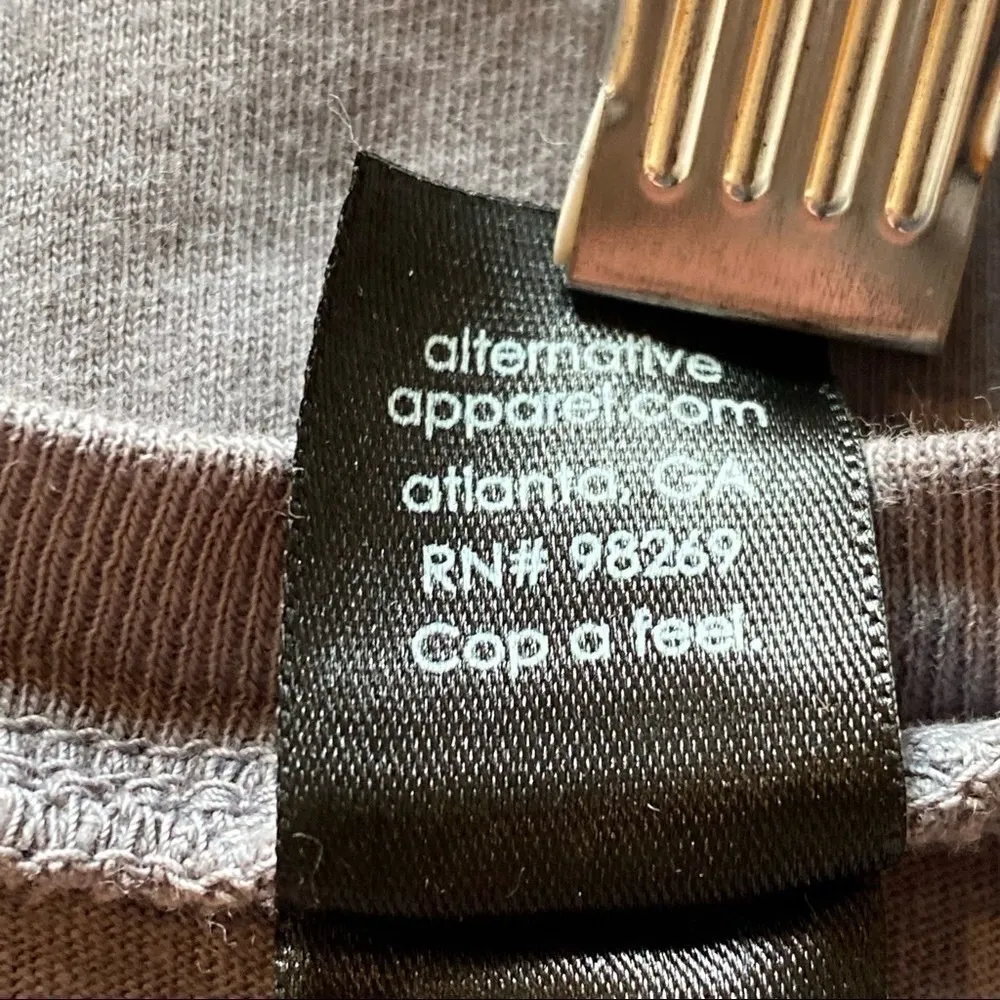 alternative
apparel.com
atlanta, GA
RN# 98269
Cop a feel.